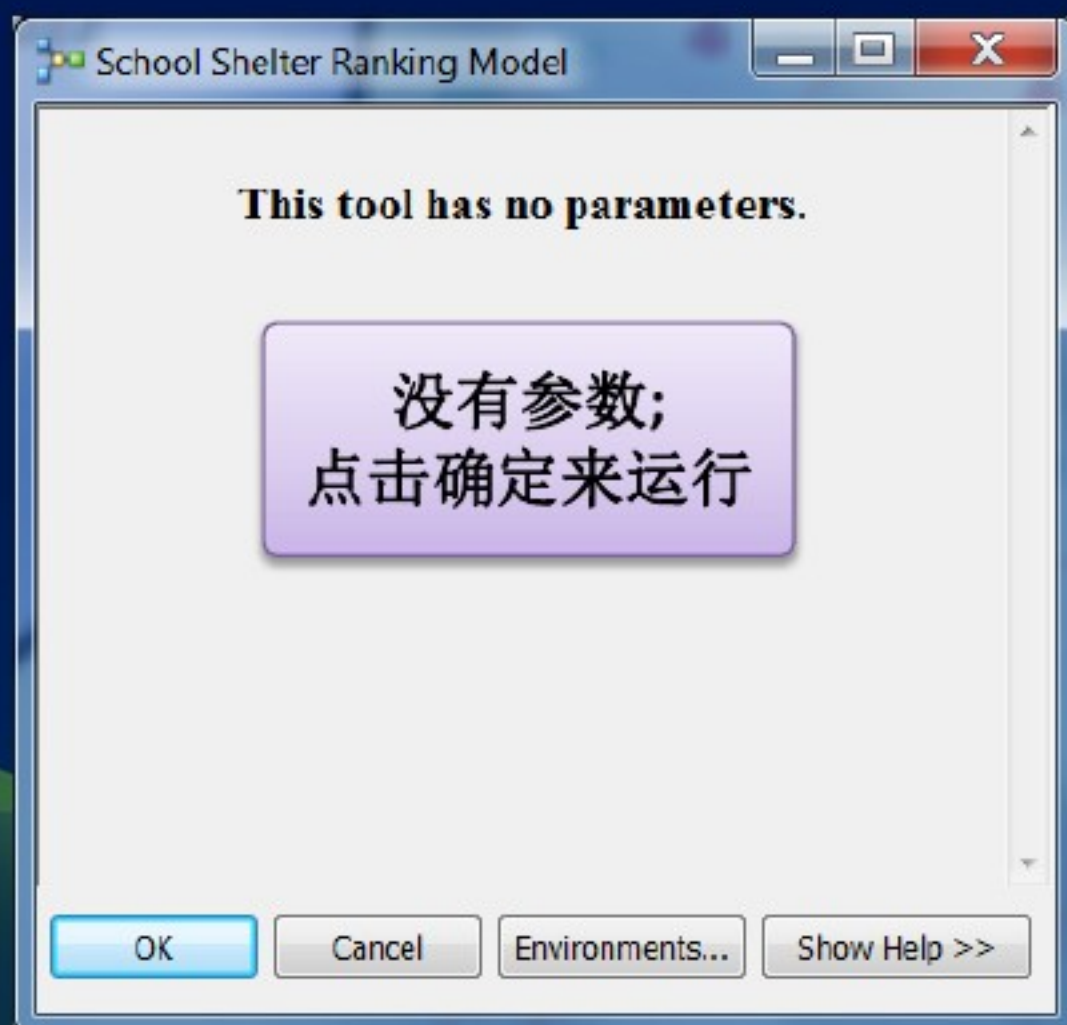 School Shelter Ranking Model
This tool has no parameters.
没有参数;
点击确定来运行
OK
Cancel
Environments...
Show Help >>